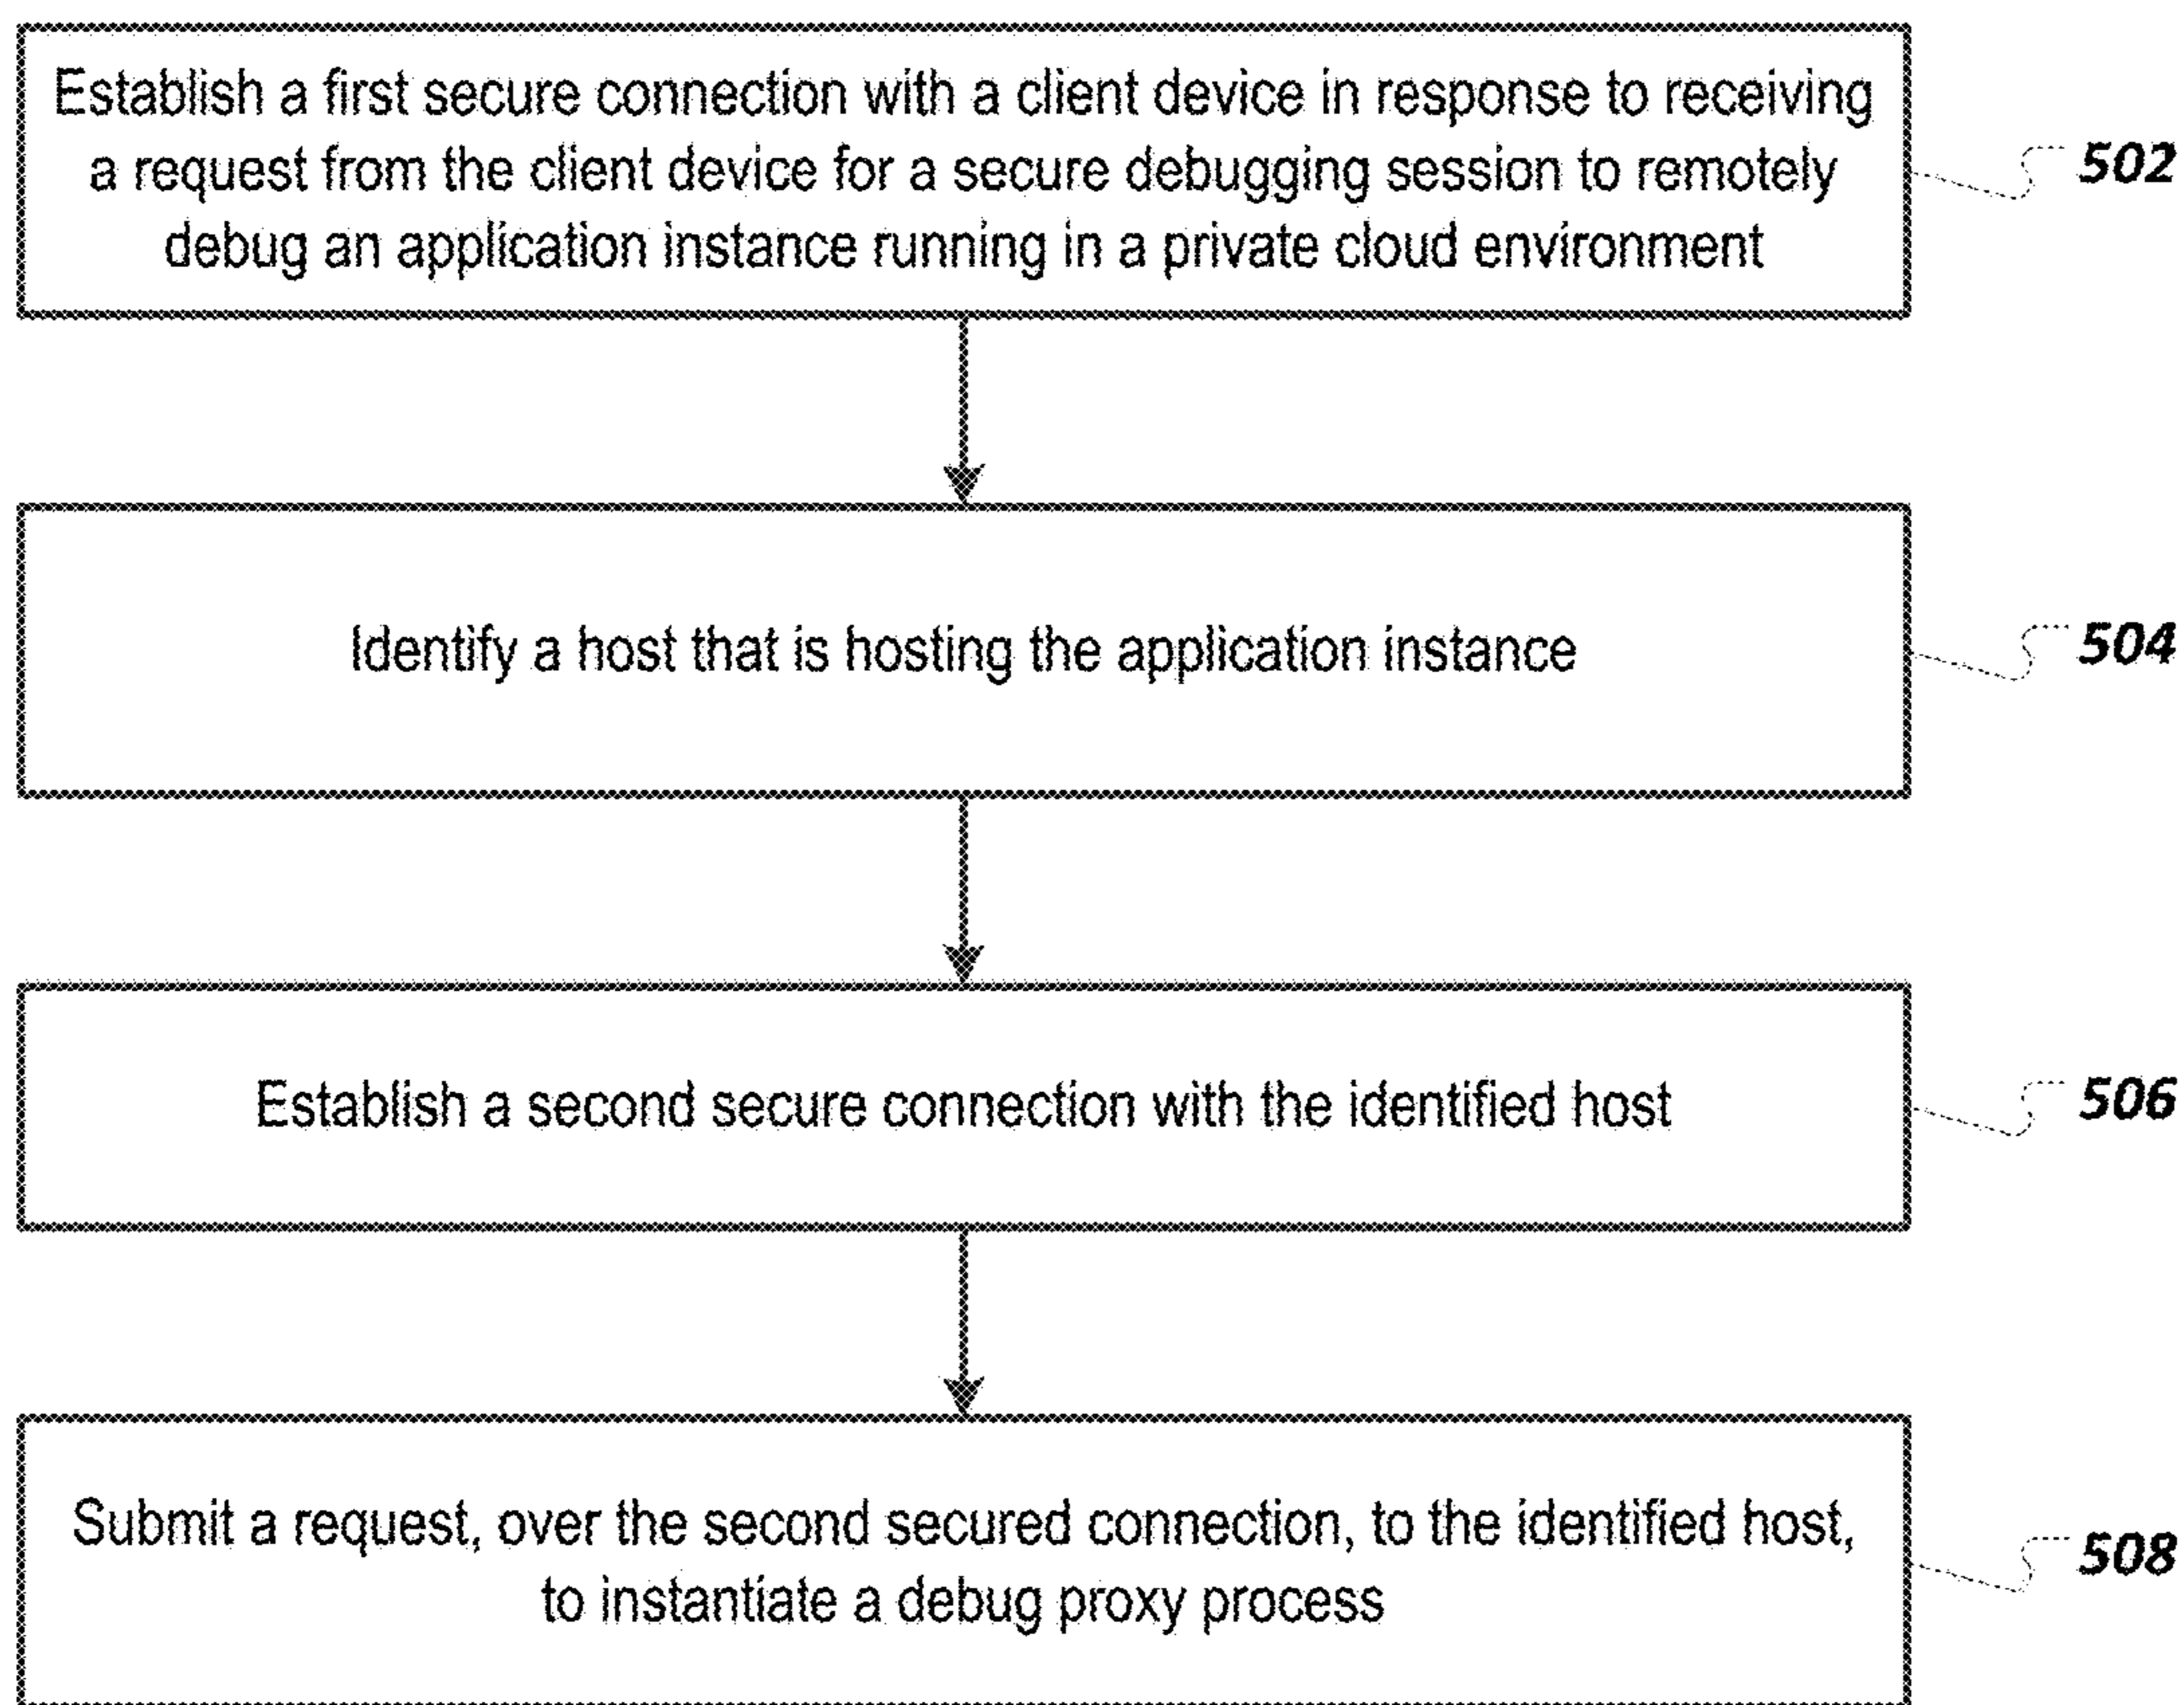 Establish a first secure connection with a client device in response to receiving
a request from the client device for a secure debugging session to remotely
debug an application instance running in a private cloud environment
502
Identify a host that is hosting the application instance
504
Establish a second secure connection with the identified host
506
Submit a request, over the second secured connection, to the identified host,
to instantiate a debug proxy process
508